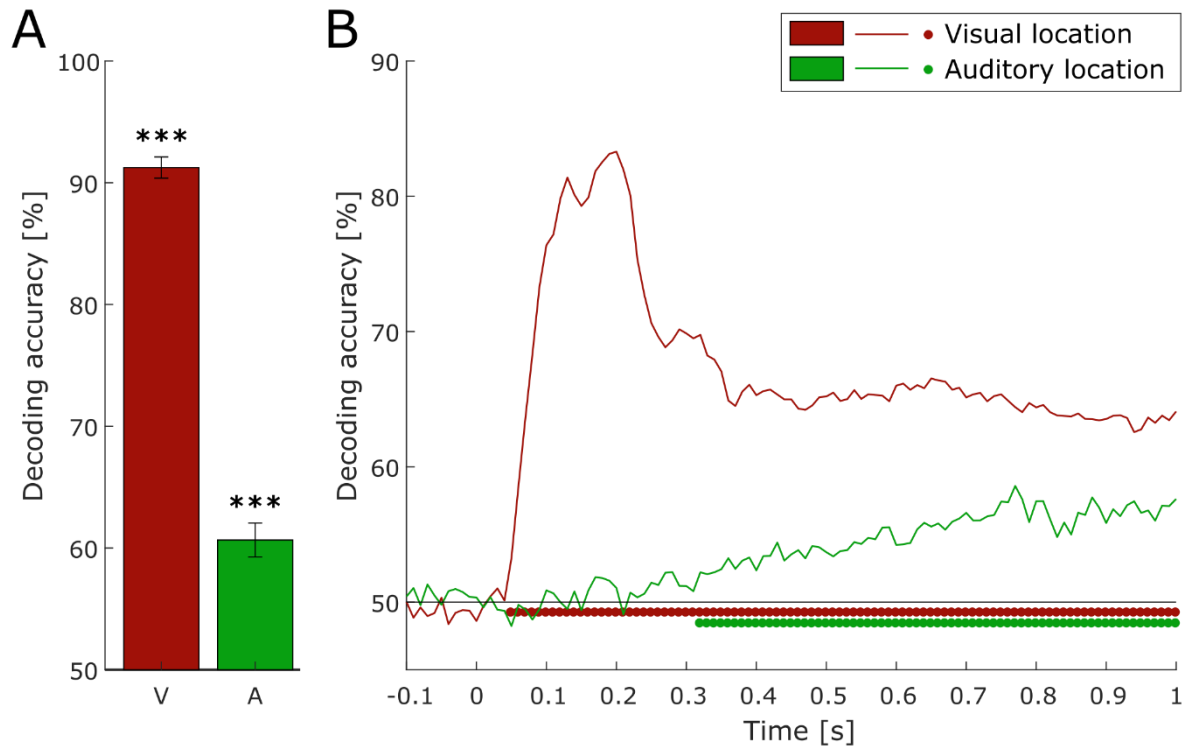 A
Decoding accuracy [%]
100
90
80
70
60
50
***
***
V
A
B
Visual location
Auditory location
Decoding accuracy [%]
90
80
70
60
50
-0.1
0
0.1
0.2
0.3
0.4
0.5
0.6
0.7
0.8
0.9
1
Time [s]